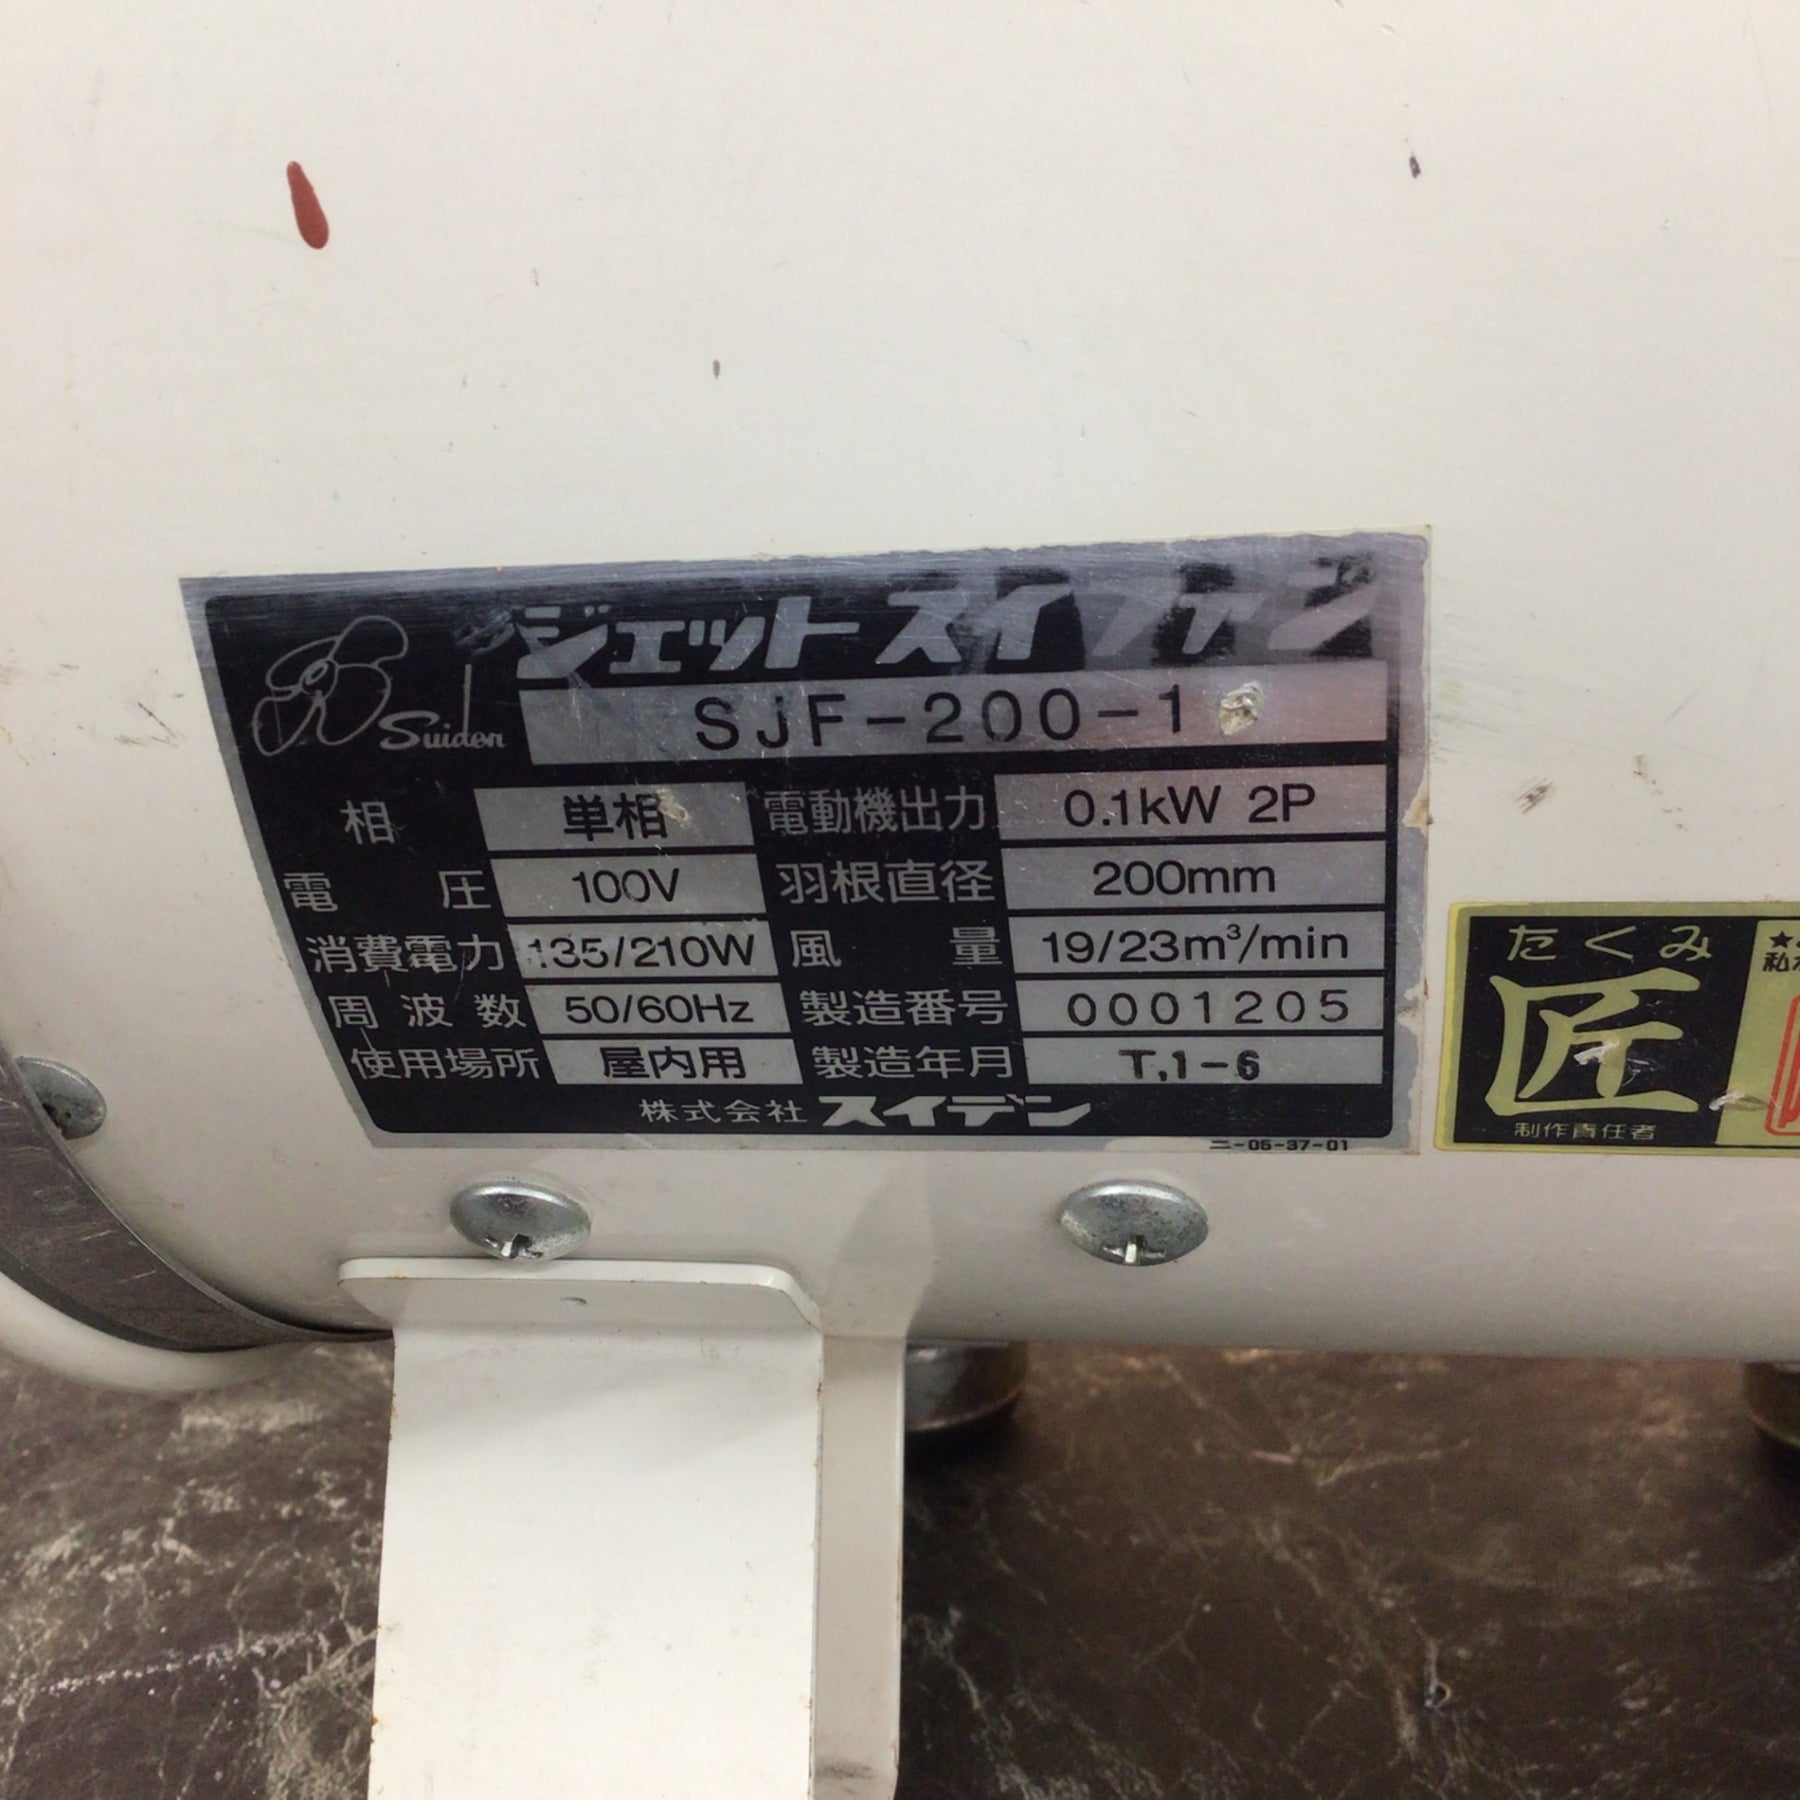 Suiden ジェットスイファン
SJF-200-1
相 単相 電動機出力 0.1kW 2P
電圧 100V 羽根直径 200mm
消費電力 135/210W 風量 19/23m³/min
周波数 50/60Hz 製造番号 0001205
使用場所 屋内用 製造年月 T,1-6
株式会社スイデン
ニ-05-37-01
たくみ
匠
制作責任者